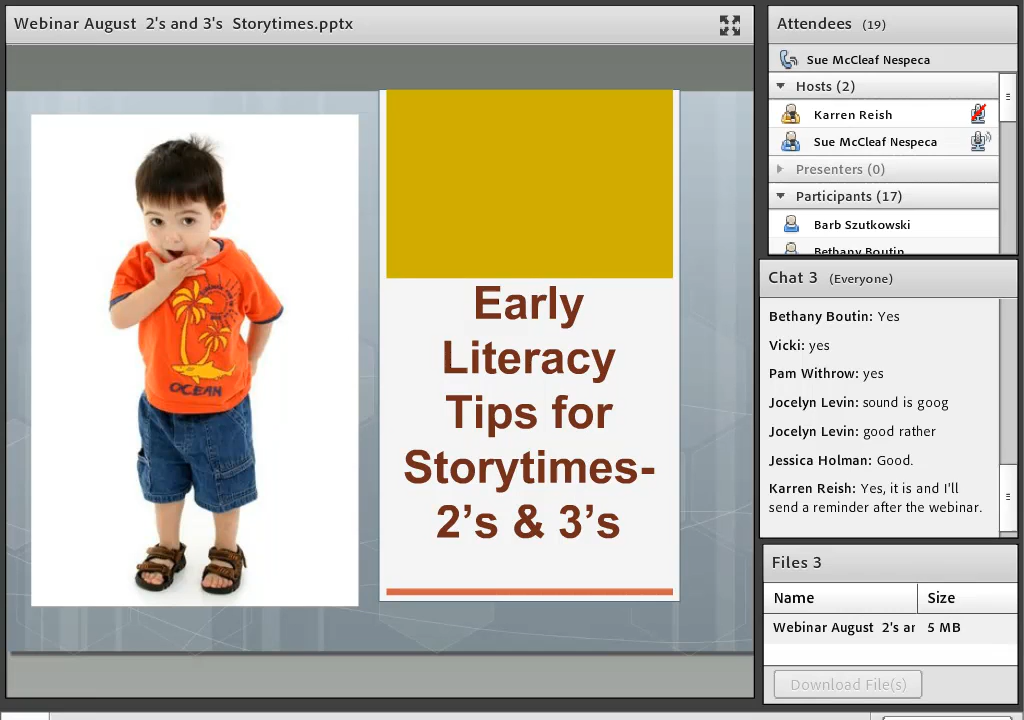 Webinar August  2's and 3's  Storytimes.pptx
OCEAN
Early
Literacy
Tips for
Storytimes-
2’s & 3’s
Attendees (19)
Sue McCleaf Nespeca
Hosts (2)
Karren Reish
Sue McCleaf Nespeca
Presenters (0)
Participants (17)
Barb Szutkowski
Bethany Boutin
Chat 3 (Everyone)
Bethany Boutin: Yes
Vicki: yes
Pam Withrow: yes
Jocelyn Levin: sound is goog
Jocelyn Levin: good rather
Jessica Holman: Good.
Karren Reish: Yes, it is and I'll
send a reminder after the webinar.
Files 3
Name Size
Webinar August  2's ar 5 MB
Download File(s)